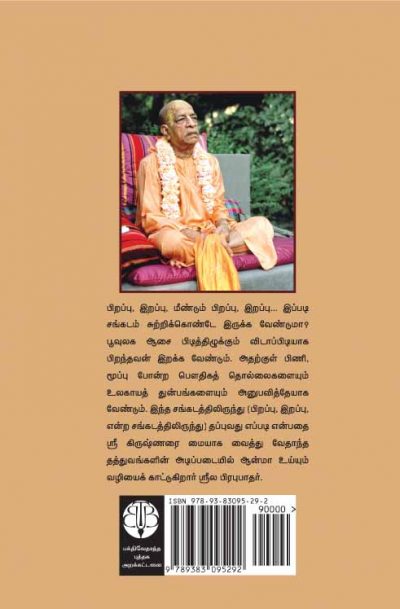 பிறப்பு, இறப்பு, மீண்டும் பிறப்பு, இறப்பு... இப்படி
சங்கடம் சுற்றிக்கொண்டே இருக்க வேண்டுமா?
பூவுலக ஆசை பிடித்திழுக்கும் விடாப்பிடியாக
பிறந்தவன் இறக்க வேண்டும். அதற்குள் பிணி,
மூப்பு போன்ற பௌதிகத் தொல்லைகளையும்
உலகாயத் துன்பங்களையும் அனுபவித்தேயாக
வேண்டும். இந்த சங்கடத்திலிருந்து (பிறப்பு, இறப்பு,
என்ற சங்கடத்திலிருந்து) தப்புவது எப்படி என்பதை
ஸ்ரீ கிருஷ்ணரை மையாக வைத்து வேதாந்த
தத்துவங்களின் அடிப்படையில் ஆன்மா உய்யும்
வழியைக் காட்டுகிறார் ஸ்ரீல பிரபுபாதர்.
BBT
பக்திவேதாந்த
புத்தக
அறக்கட்டளை
ISBN 978-93-83095-29-2
90000 >
9 789383 095292